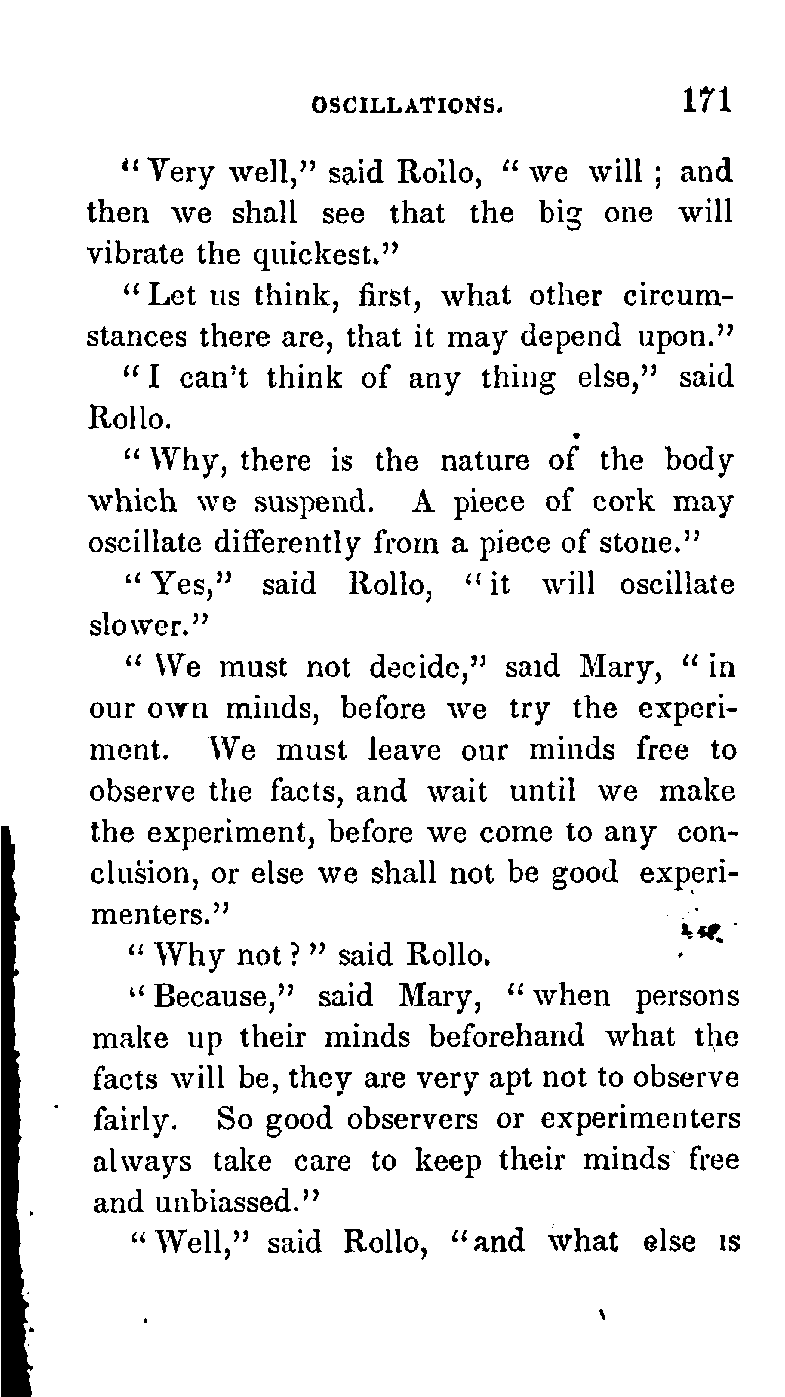 OSCILLATIONS. 171
“Very well,” said Rollo, “we will ; and
then we shall see that the big one will
vibrate the quickest.”
“Let us think, first, what other circum-
stances there are, that it may depend upon.”
“I can't think of any thing else,” said
Rollo.
“Why, there is the nature of the body
which we suspend. A piece of cork may
oscillate differently from a piece of stone.”
“Yes,” said Rollo, “it will oscillate
slower.”
“We must not decide,” said Mary, “in
our own minds, before we try the experi-
ment. We must leave our minds free to
observe the facts, and wait until we make
the experiment, before we come to any con-
clusion, or else we shall not be good experi-
menters.”
“Why not ?” said Rollo.
“Because,” said Mary, “when persons
make up their minds beforehand what the
facts will be, they are very apt not to observe
fairly. So good observers or experimenters
always take care to keep their minds free
and unbiassed.”
“Well,” said Rollo, “and what else is